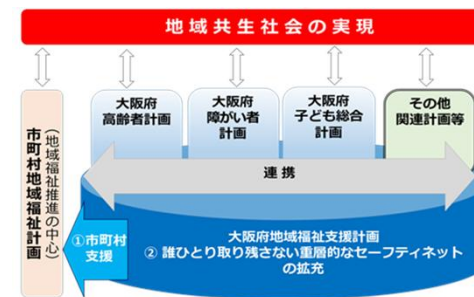 地域共生社会の実現
大阪府
高齢者計画
大阪府
障がい者
計画
大阪府
子ども総合
計画
その他
関連計画等
市町村地域福祉計画
（地域福祉推進の中心）
連携
①市町村
支援
大阪府地域福祉支援計画
② 誰ひとり取り残さない重層的なセーフティネット
の拡充